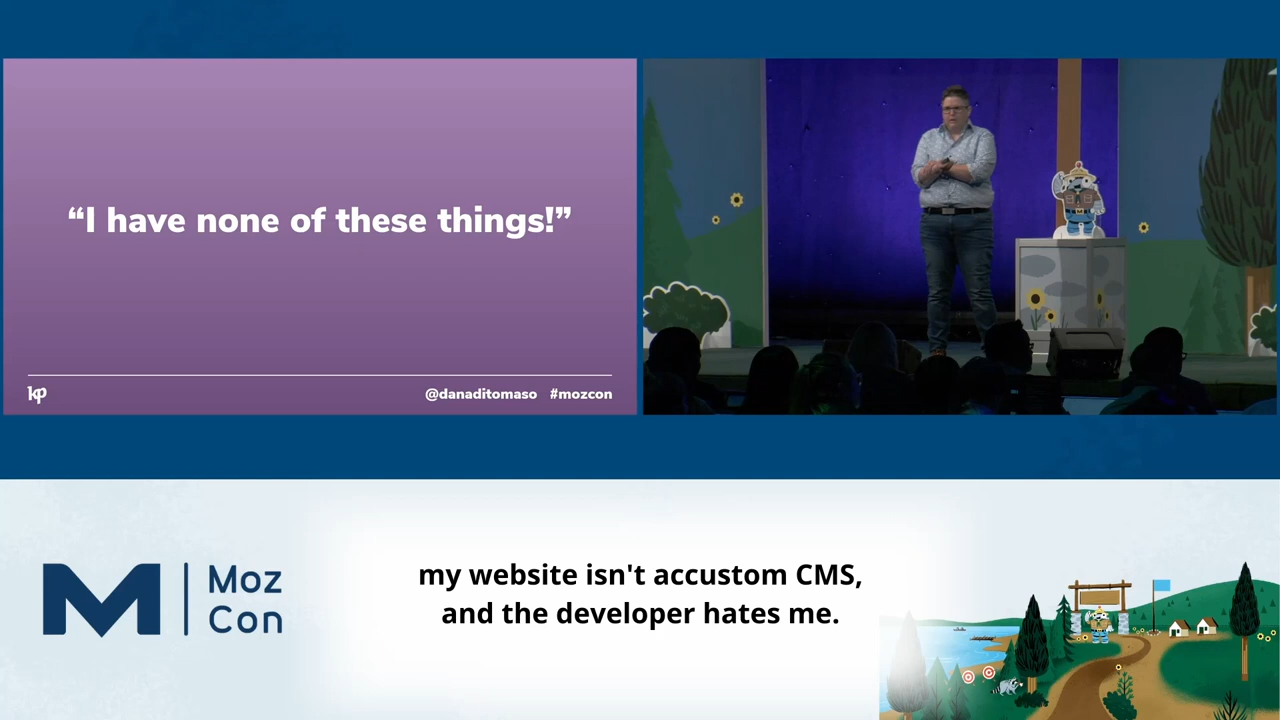 “I have none of these things!”
kp
@danaditomaso #mozcon
Moz
Con
my website isn't accustom CMS,
and the developer hates me.